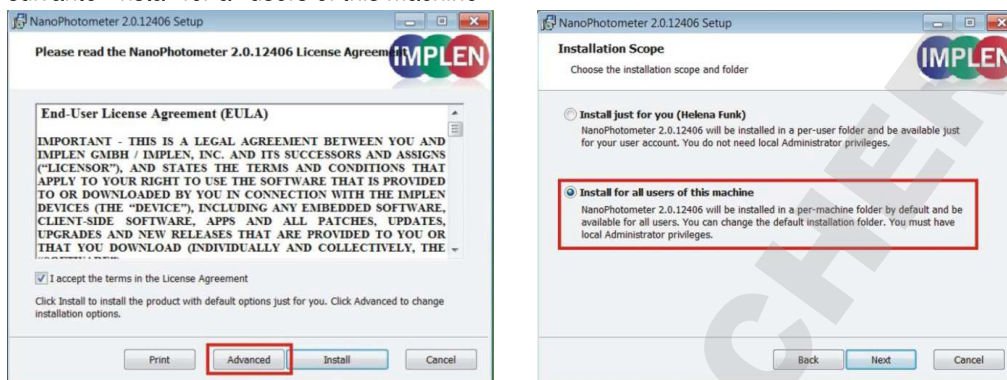 NanoPhotometer 2.0.12406 Setup
Please read the NanoPhotometer 2.0.12406 License Agreem
IMPLEN
End-User License Agreement (EULA)
IMPORTANT - THIS IS A LEGAL AGREEMENT BETWEEN YOU AND
IMPLEN GMBH / IMPLEN, INC. AND ITS SUCCESSORS AND ASSIGNS
("LICENSOR"), AND STATES THE TERMS AND CONDITIONS THAT
APPLY TO YOUR RIGHT TO USE THE SOFTWARE THAT IS PROVIDED
TO OR DOWNLOADED BY YOU IN CONNECTION WITH THE IMPLEN
DEVICES (THE "DEVICE"), INCLUDING ANY EMBEDDED SOFTWARE,
CLIENT-SIDE SOFTWARE, APPS AND ALL PATCHES, UPDATES,
UPGRADES AND NEW RELEASES THAT ARE PROVIDED TO YOU OR
THAT YOU DOWNLOAD (INDIVIDUALLY AND COLLECTIVELY, THE
I accept the terms in the License Agreement
Click Install to install the product with default options just for you. Click Advanced to change
installation options.
Print
Advanced
Install
Cancel
NanoPhotometer 2.0.12406 Setup
Installation Scope
Choose the installation scope and folder
IMPLEN
Install just for you (Helena Funk)
NanoPhotometer 2.0.12406 will be installed in a per-user folder and be available just
for your user account. You do not need local Administrator privileges.
Install for all users of this machine
NanoPhotometer 2.0.12406 will be installed in a per-machine folder by default and be
available for all users. You can change the default installation folder. You must have
local Administrator privileges.
Back
Next
Cancel
CHEN